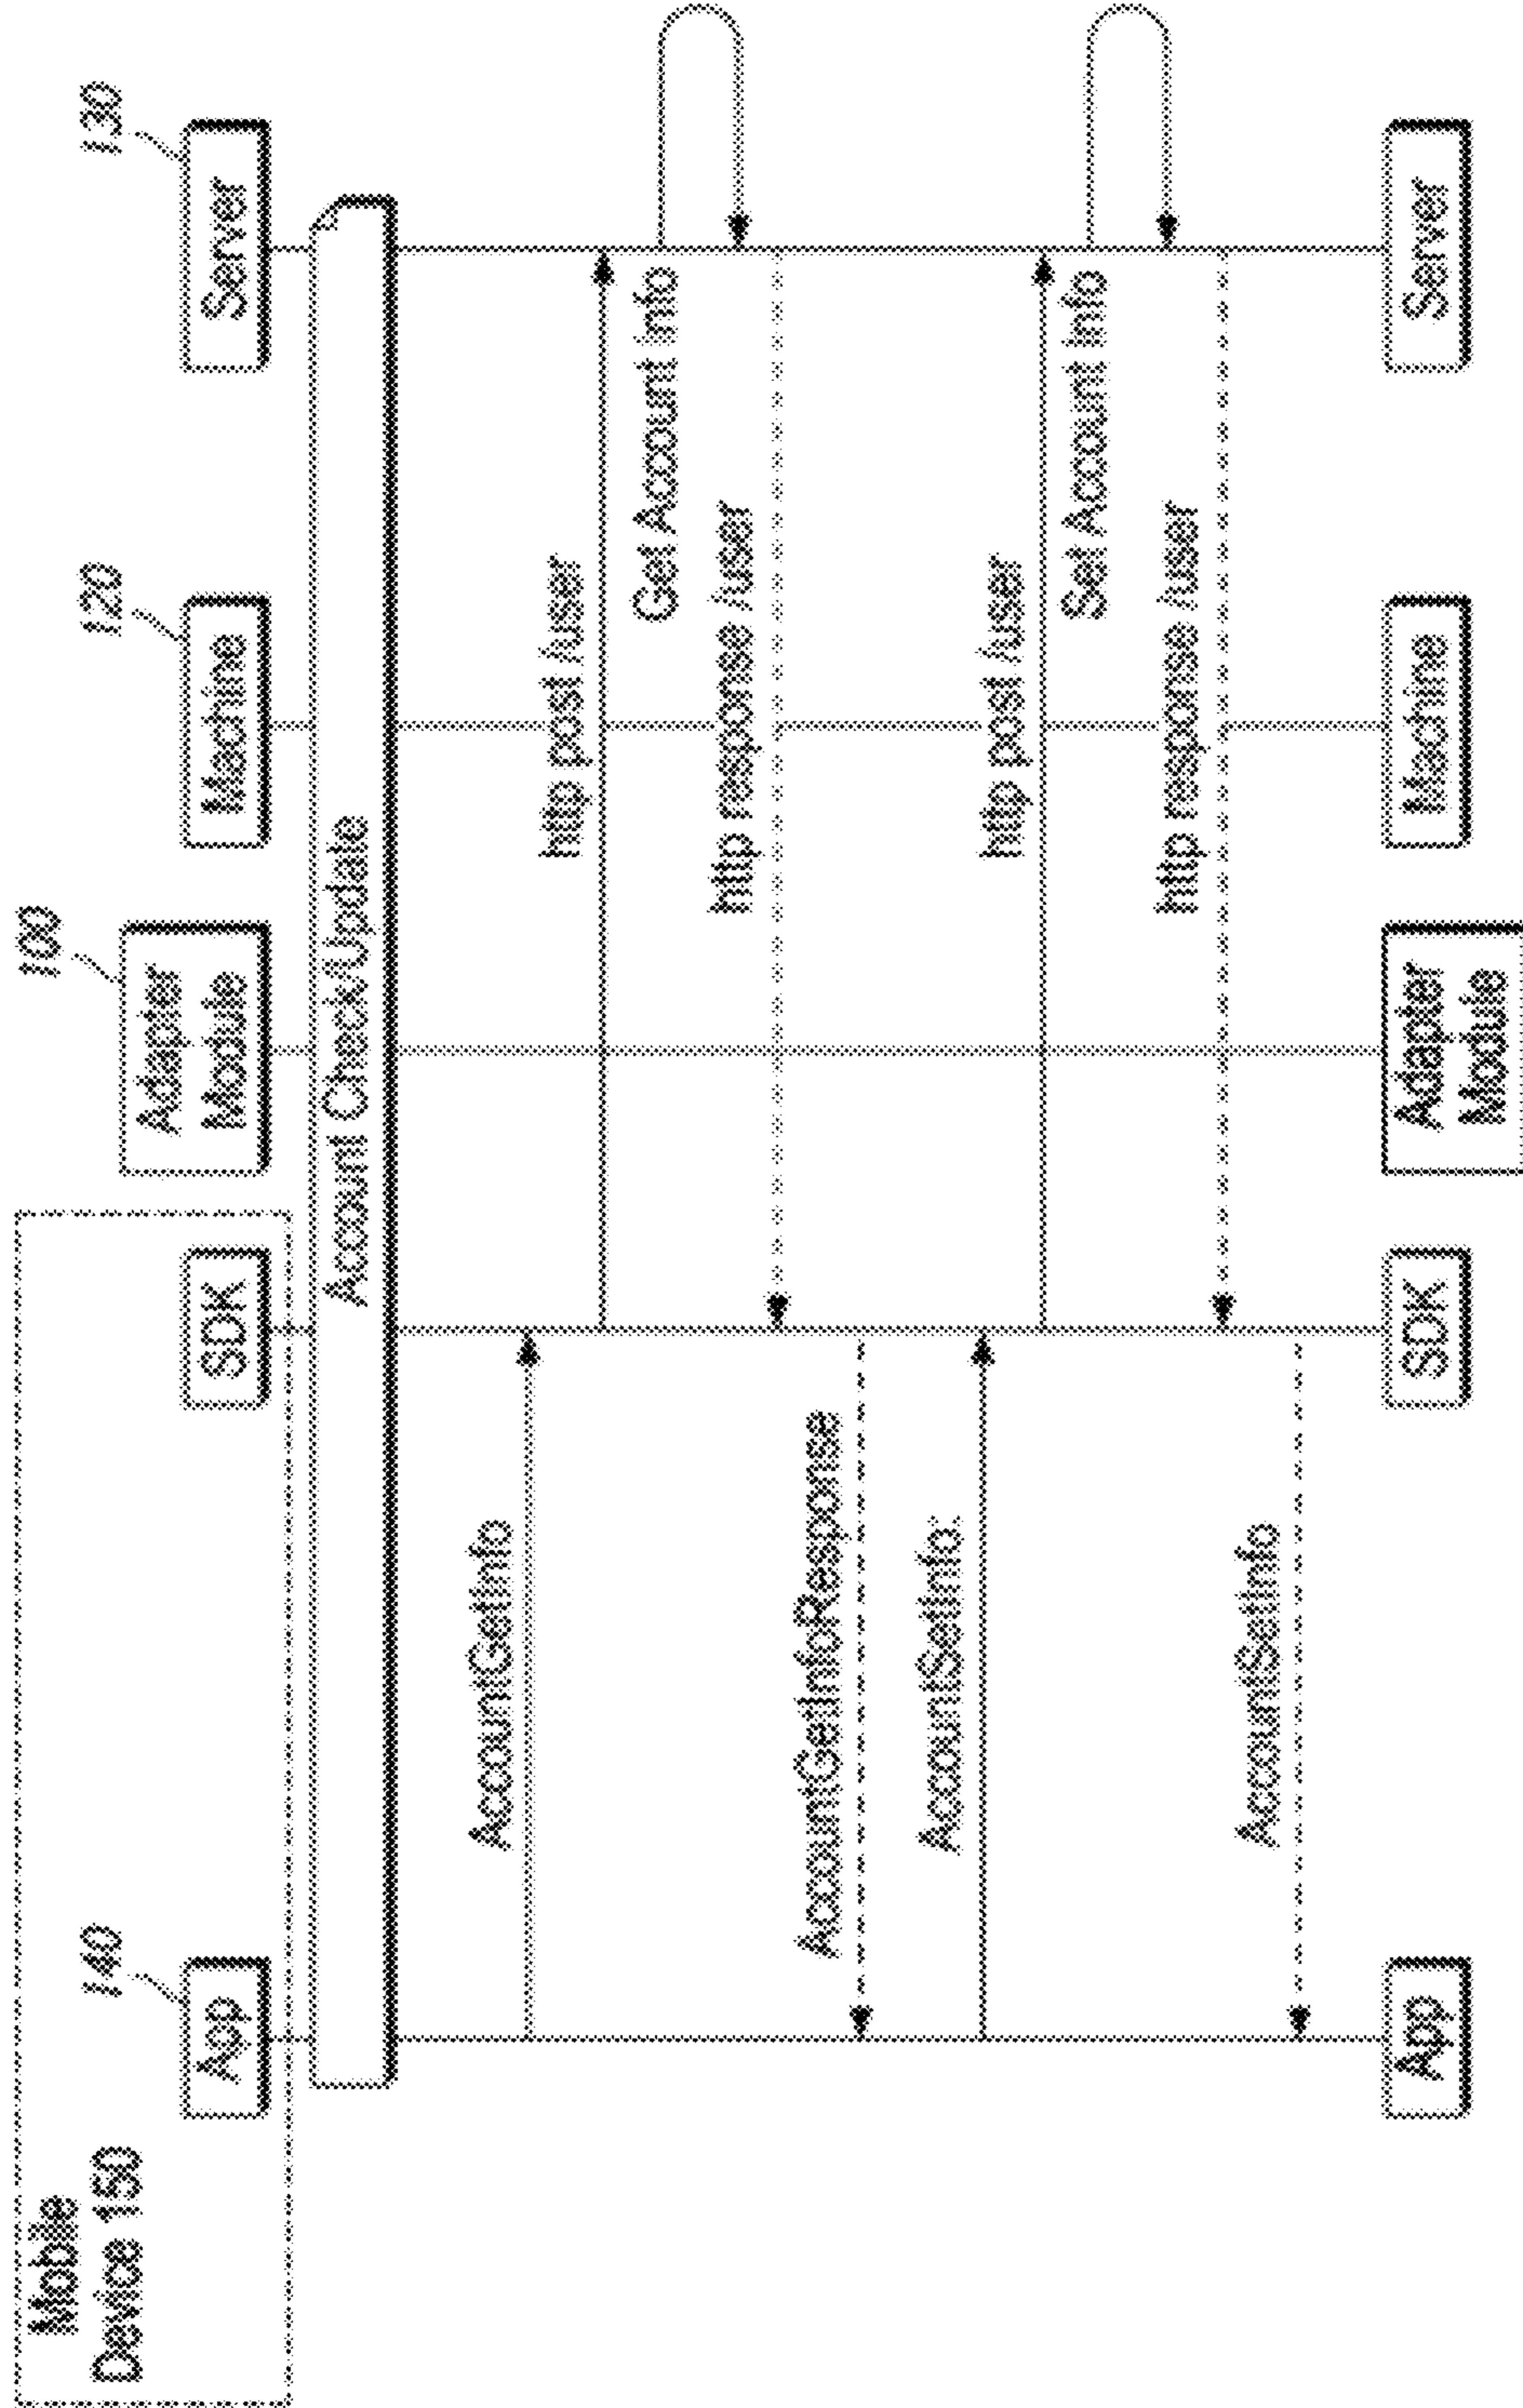 Mobile
Device 150
140
App
SDK
100
Adapter
Module
120
Machine
130
Server
Account Check/Update
AccountGetInfo
http post /user
Get Account Info
http response /user
AccountGetInfoResponse
AccountSetInfo:
http post /user
Set Account Info
http response /user
AccountSetInfo
App
SDK
Adapter
Module
Machine
Server